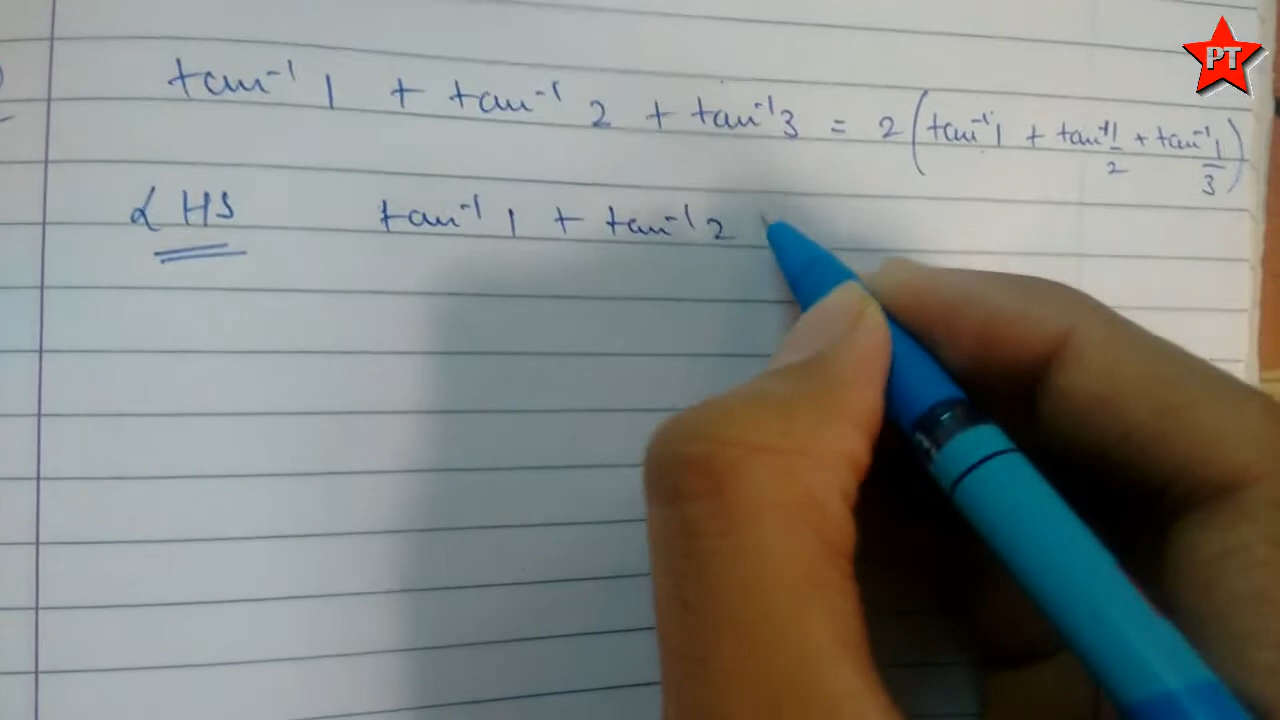 tan⁻¹ 1 + tan⁻¹ 2 + tan⁻¹ 3 = 2 (tan⁻¹ 1 + tan⁻¹ 1/2 + tan⁻¹ 1/3)
LHS tan⁻¹ 1 + tan⁻¹ 2
PT